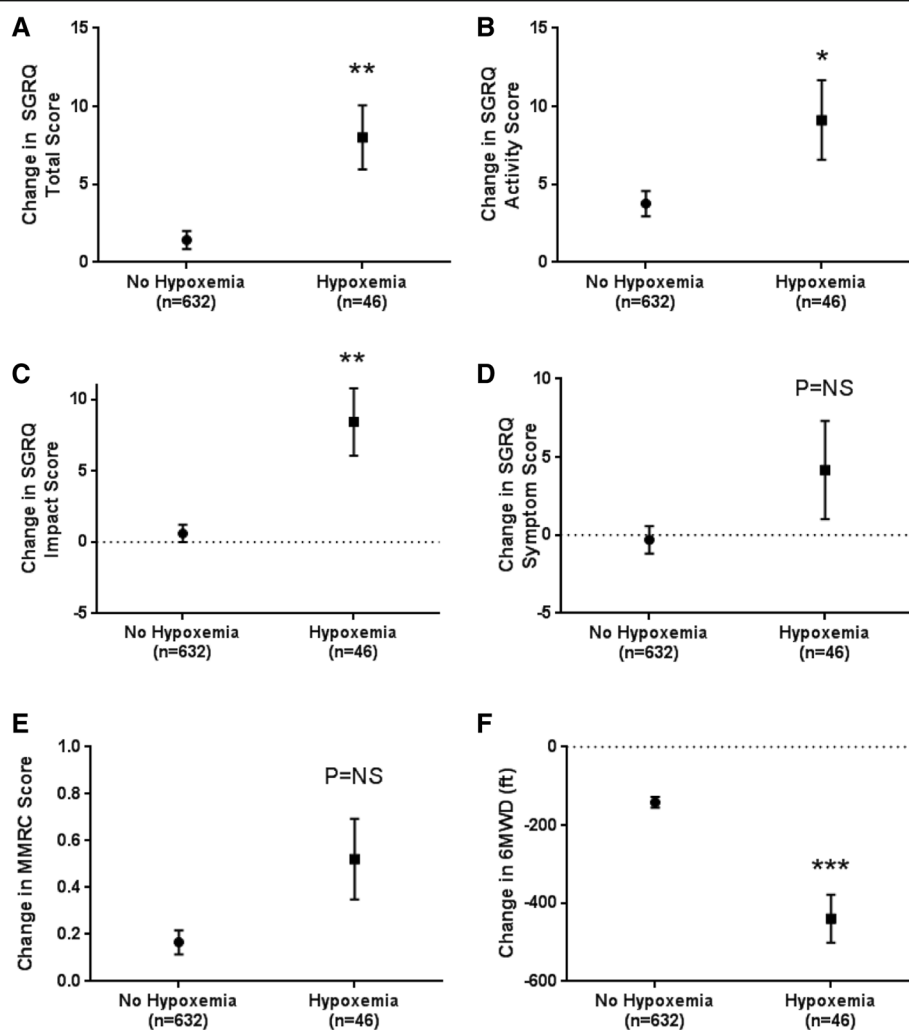 A
Change in SGRQ
Total Score
15
10
5
0
**
No Hypoxemia
(n=632)
Hypoxemia
(n=46)
B
Change in SGRQ
Activity Score
15
10
5
0
*
No Hypoxemia
(n=632)
Hypoxemia
(n=46)
C
Change in SGRQ
Impact Score
10
5
0
-5
**
No Hypoxemia
(n=632)
Hypoxemia
(n=46)
D
Change in SGRQ
Symptom Score
10
5
0
-5
P=NS
No Hypoxemia
(n=632)
Hypoxemia
(n=46)
E
Change in MMRC Score
1.0
0.8
0.6
0.4
0.2
0.0
P=NS
No Hypoxemia
(n=632)
Hypoxemia
(n=46)
F
Change in 6MWD (ft)
0
-200
-400
-600
***
No Hypoxemia
(n=632)
Hypoxemia
(n=46)